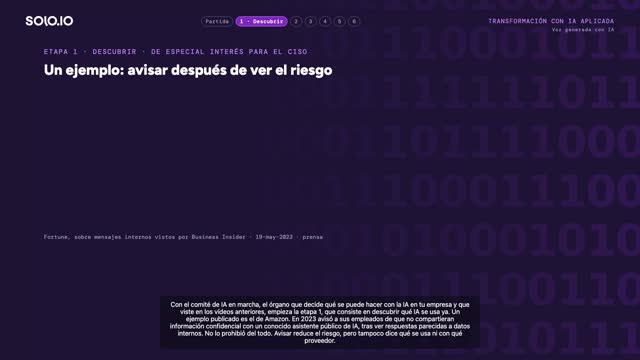 SOLO.IO
Partida 1 · Descubrir 2 3 4 5 6
TRANSFORMACIÓN CON IA APLICADA
Voz generada con IA
ETAPA 1 · DESCUBRIR · DE ESPECIAL INTERÉS PARA EL CISO
Un ejemplo: avisar después de ver el riesgo
Fortune, sobre mensajes internos vistos por Business Insider · 19-may-2023 · prensa
Con el comité de IA en marcha, el órgano que decide qué se puede hacer con la IA en tu empresa y que
viste en los vídeos anteriores, empieza la etapa 1, que consiste en descubrir qué IA se usa ya. Un
ejemplo publicado es el de Amazon. En 2023 avisó a sus empleados de que no compartieran
información confidencial con un conocido asistente público de IA, tras ver respuestas parecidas a datos
internos. No lo prohibió del todo. Avisar reduce el riesgo, pero tampoco dice qué se usa ni con qué
proveedor.